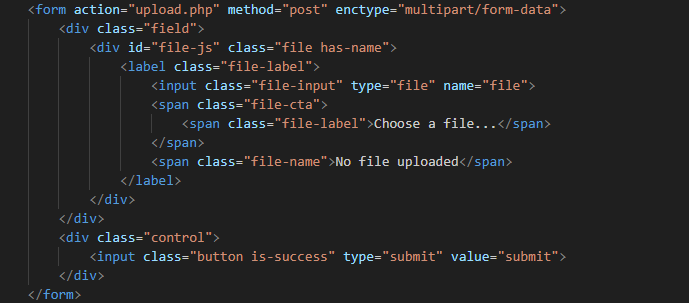 <form action="upload.php" method="post" enctype="multipart/form-data">
    <div class="field">
        <div id="file-js" class="file has-name">
            <label class="file-label">
                <input class="file-input" type="file" name="file">
                <span class="file-cta">
                    <span class="file-label">Choose a file...</span>
                </span>
                <span class="file-name">No file uploaded</span>
            </label>
        </div>
    </div>
    <div class="control">
        <input class="button is-success" type="submit" value="submit">
    </div>
</form>